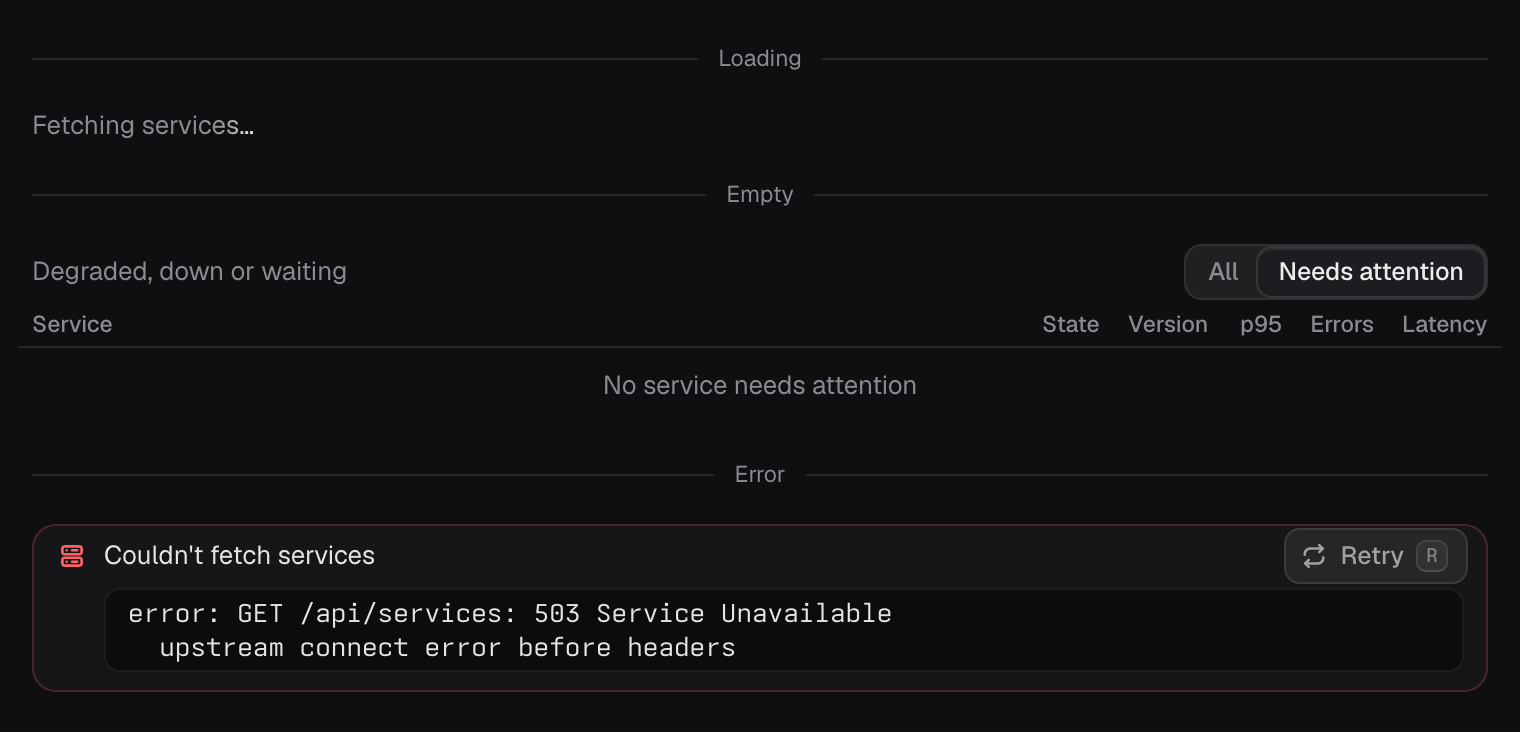 Loading
Fetching services…
Empty
Degraded, down or waiting
All Needs attention
Service State Version p95 Errors Latency
No service needs attention
Error
Couldn't fetch services
Retry R
error: GET /api/services: 503 Service Unavailable
  upstream connect error before headers